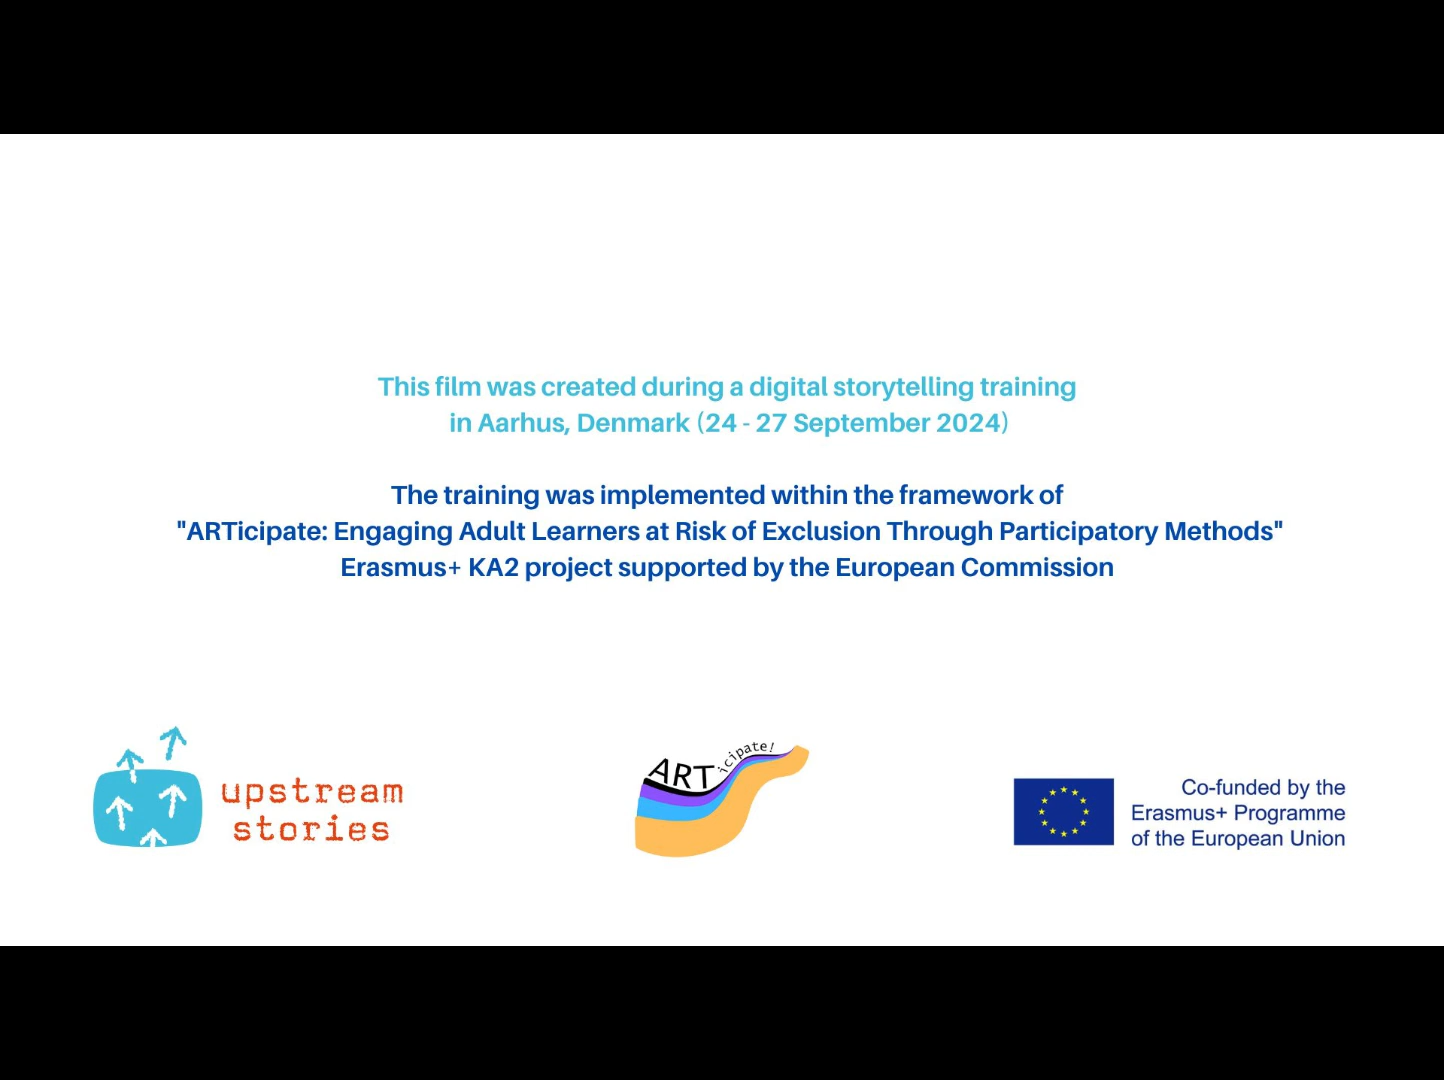 This film was created during a digital storytelling training
in Aarhus, Denmark (24 - 27 September 2024)
The training was implemented within the framework of
"ARTicipate: Engaging Adult Learners at Risk of Exclusion Through Participatory Methods"
Erasmus+ KA2 project supported by the European Commission
upstream
stories
ARTicipate!
Co-funded by the
Erasmus+ Programme
of the European Union